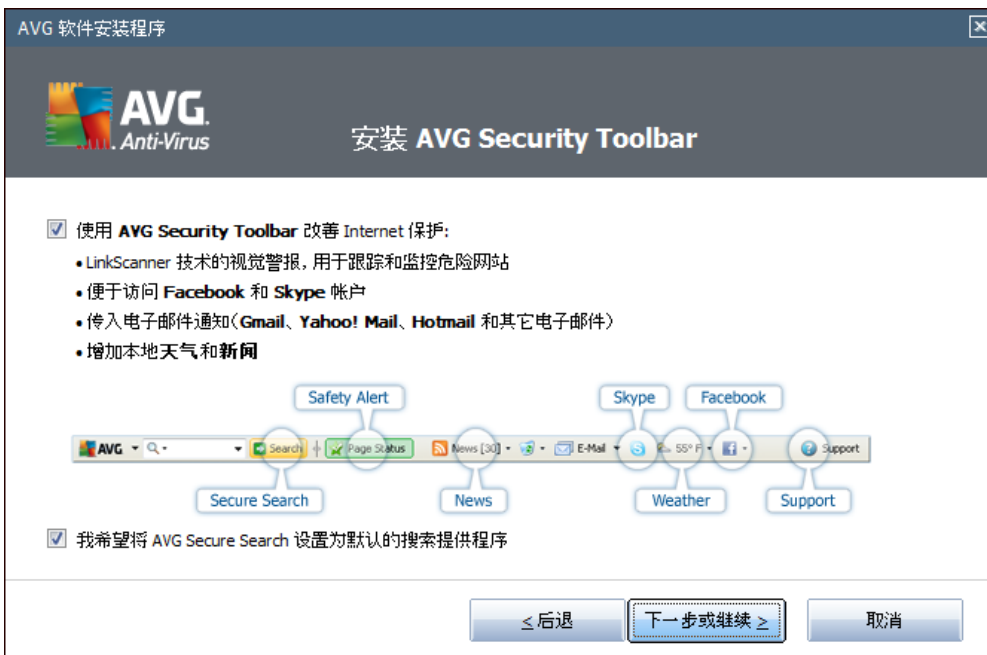 AVG 软件安装程序
AVG.
Anti-Virus
安装 AVG Security Toolbar
使用 AVG Security Toolbar 改善 Internet 保护:
• LinkScanner 技术的视觉警报, 用于跟踪和监控危险网站
• 便于访问 Facebook 和 Skype 帐户
• 传入电子邮件通知(Gmail、Yahoo! Mail、Hotmail 和其它电子邮件)
• 增加本地天气和新闻
Safety Alert
Skype
Facebook
AVG Search Page Status News [30] E-Mail 55° F Support
Secure Search
News
Weather
Support
我希望将 AVG Secure Search 设置为默认的搜索提供程序
<后退
下一步或继续 >
取消